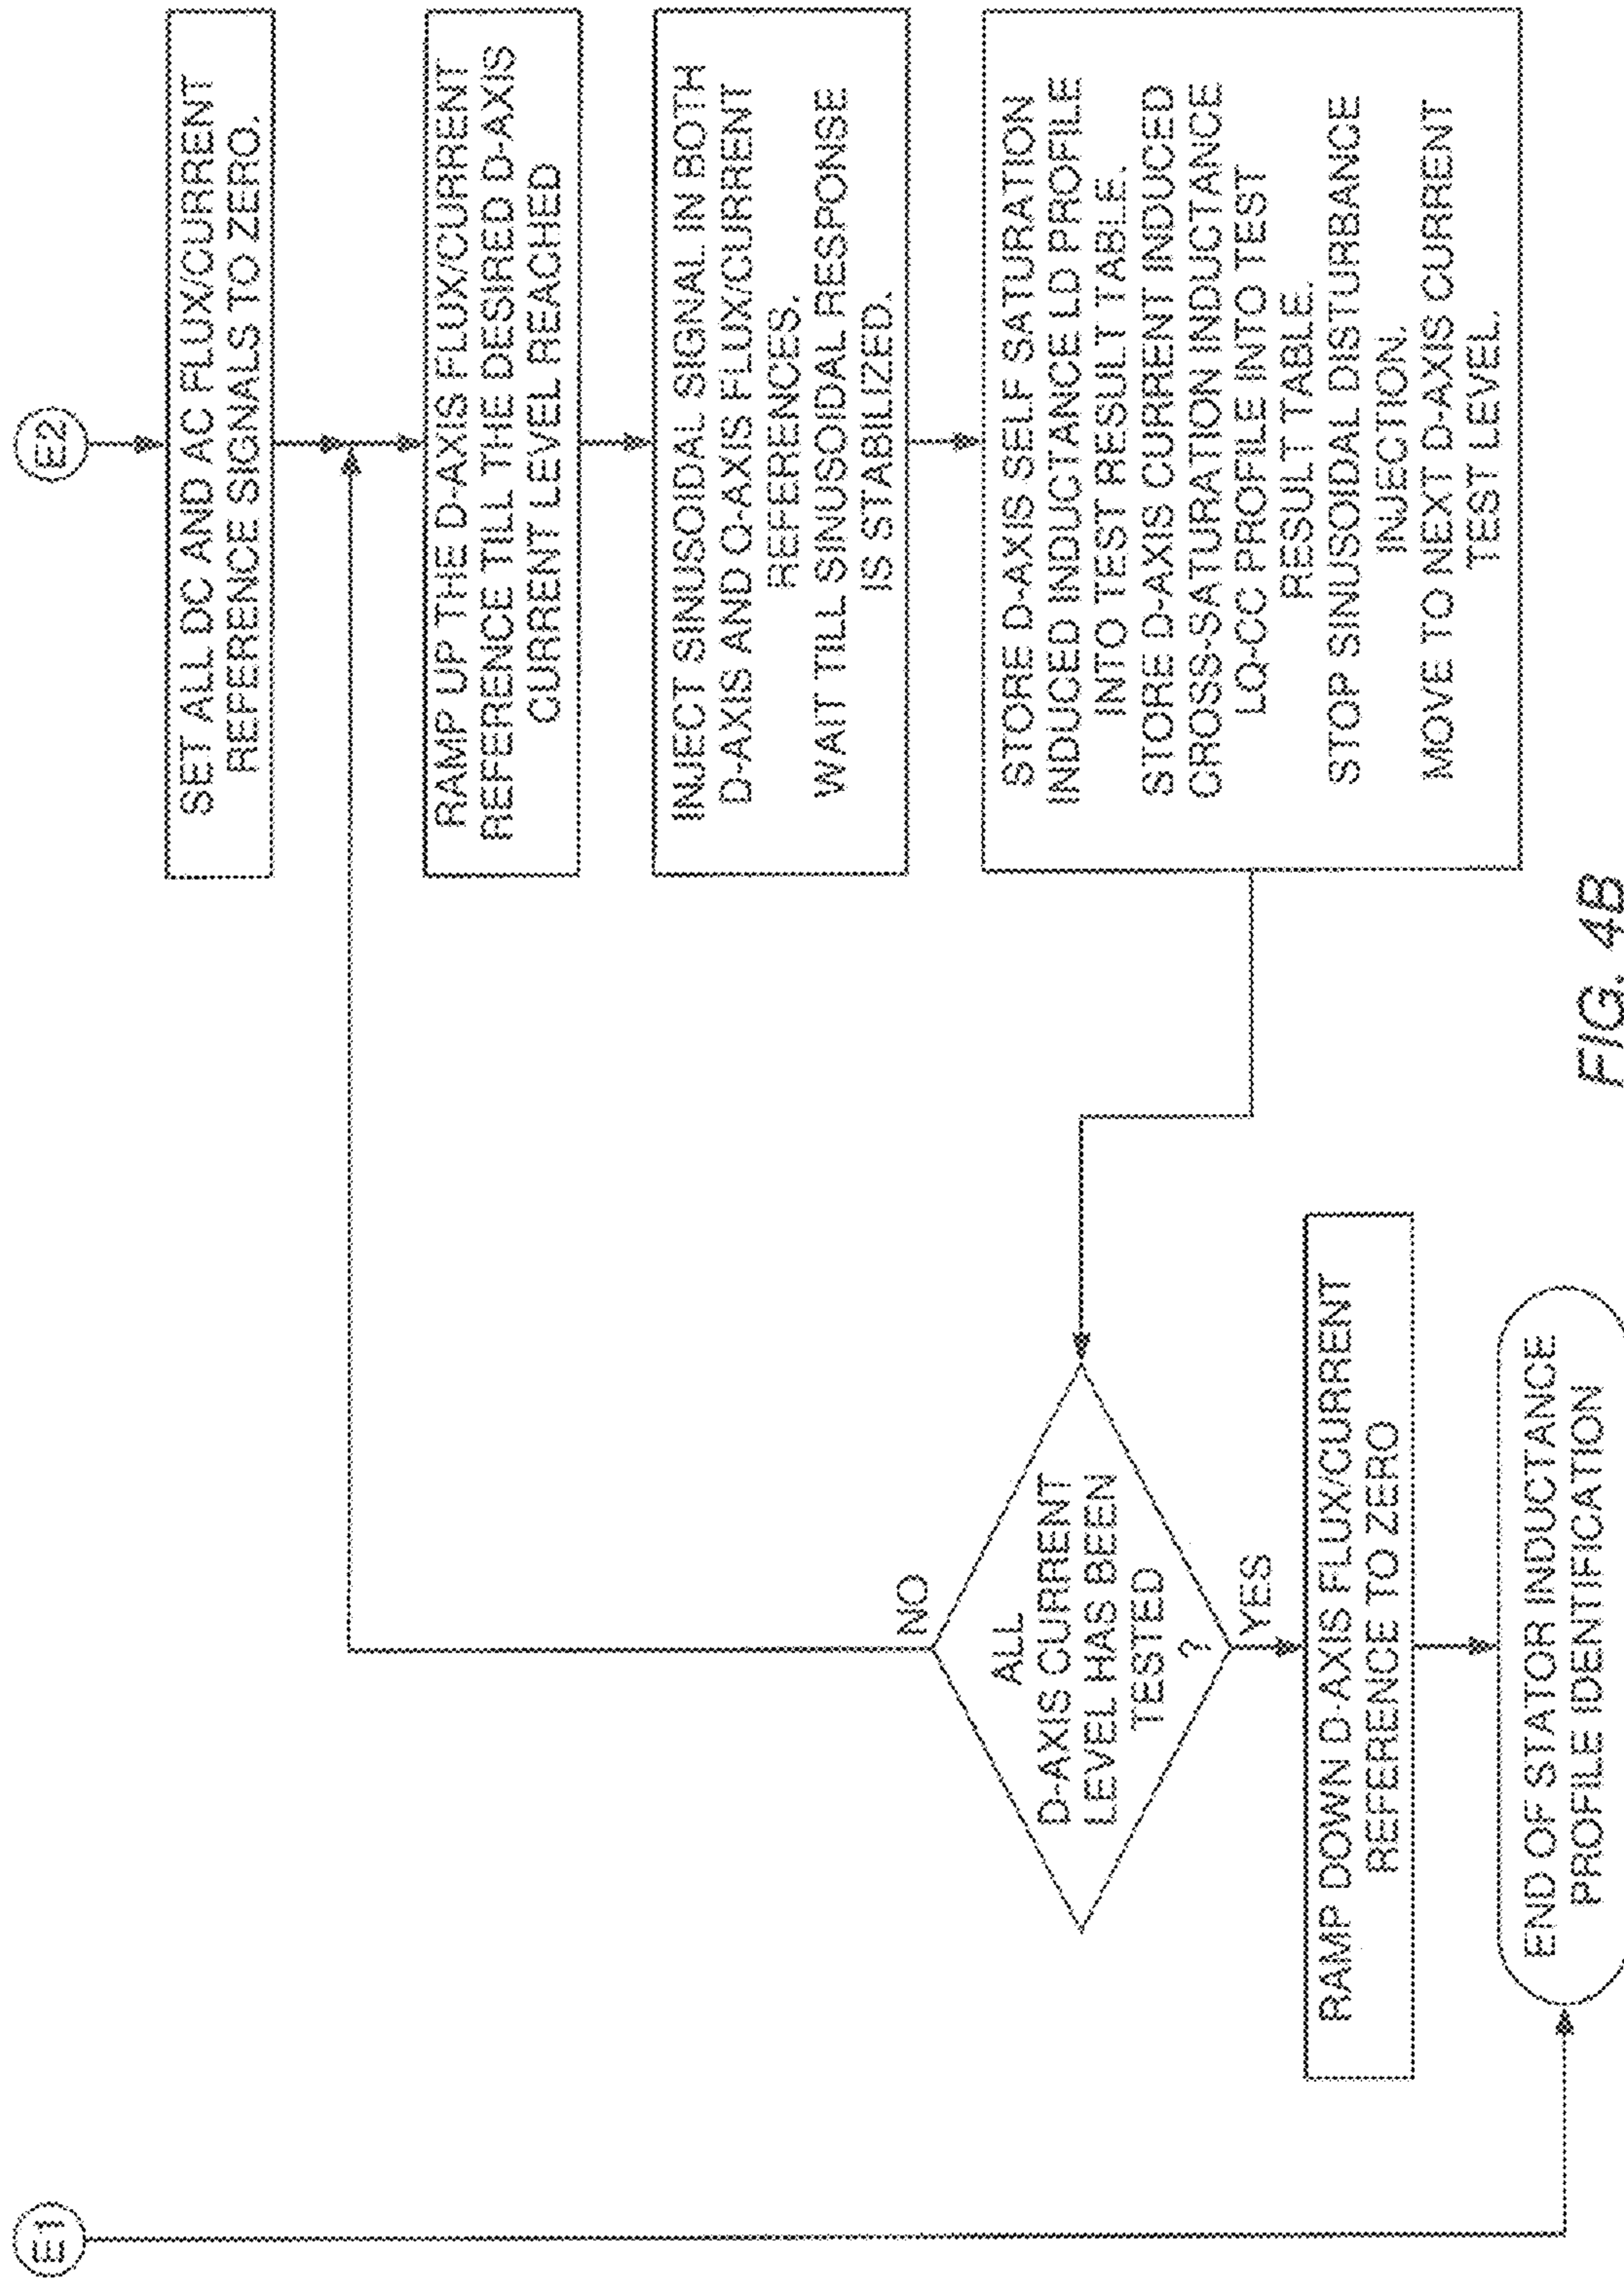 E1
E2
SET ALL DC AND AC FLUX/CURRENT
REFERENCE SIGNALS TO ZERO.
RAMP UP THE D-AXIS FLUX/CURRENT
REFERENCE TILL THE DESIRED D-AXIS
CURRENT LEVEL REACHED
INJECT SINUSOIDAL SIGNAL IN BOTH
D-AXIS AND Q-AXIS FLUX/CURRENT
REFERENCES.
WAIT TILL SINUSOIDAL RESPONSE
IS STABILIZED.
STORE D-AXIS SELF SATURATION
INDUCED INDUCTANCE LD PROFILE
INTO TEST RESULT TABLE.
STORE D-AXIS CURRENT INDUCED
CROSS-SATURATION INDUCTANCE
LQ-CC PROFILE INTO TEST
RESULT TABLE.
STOP SINUSOIDAL DISTURBANCE
INJECTION.
MOVE TO NEXT D-AXIS CURRENT
TEST LEVEL.
NO
ALL
D-AXIS CURRENT
LEVEL HAS BEEN
TESTED
?
YES
RAMP DOWN D-AXIS FLUX/CURRENT
REFERENCE TO ZERO
END OF STATOR INDUCTANCE
PROFILE IDENTIFICATION
FIG. 4B